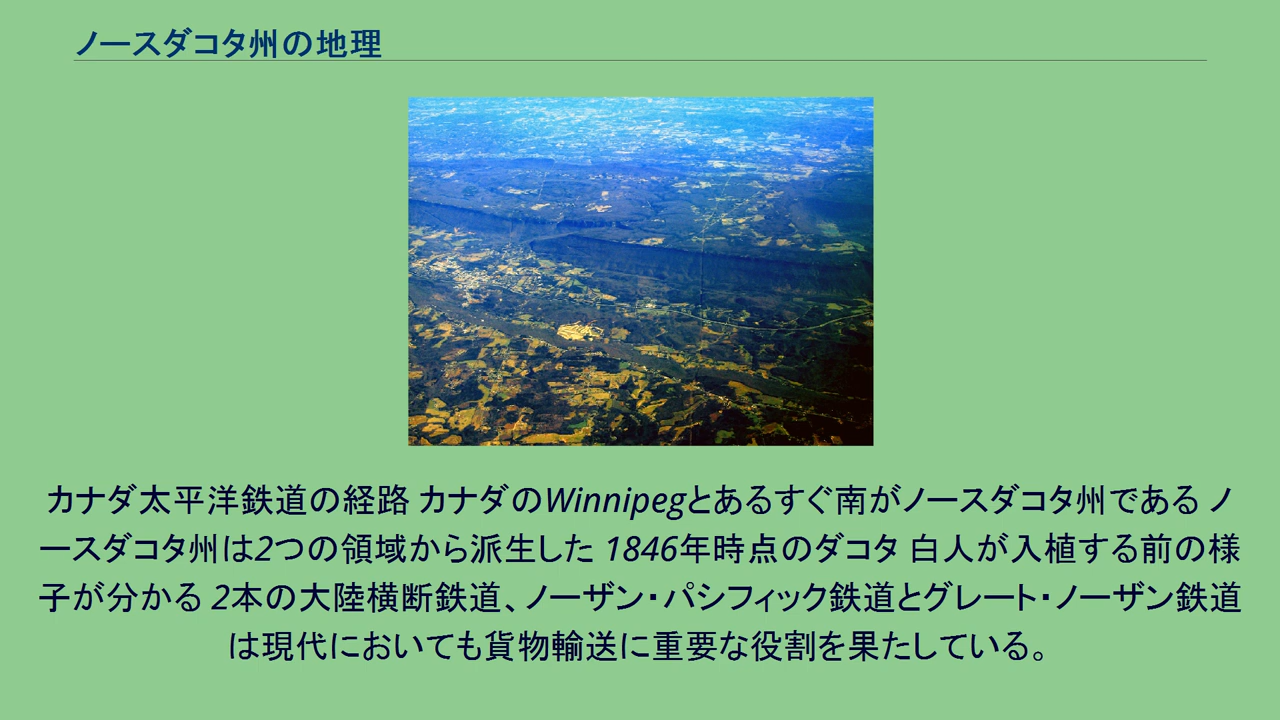 ノースダコタ州の地理
カナダ太平洋鉄道の経路 カナダのWinnipegとあるすぐ南がノースダコタ州である ノ
ースダコタ州は2つの領域から派生した 1846年時点のダコタ 白人が入植する前の様
子が分かる 2本の大陸横断鉄道、ノーザン・パシフィック鉄道とグレート・ノーザン鉄道
は現代においても貨物輸送に重要な役割を果たしている。